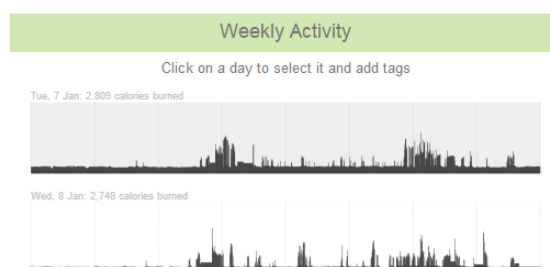 Weekly Activity
Click on a day to select it and add tags
Tue, 7 Jan: 2,809 calories burned
Wed, 8 Jan: 2,748 calories burned